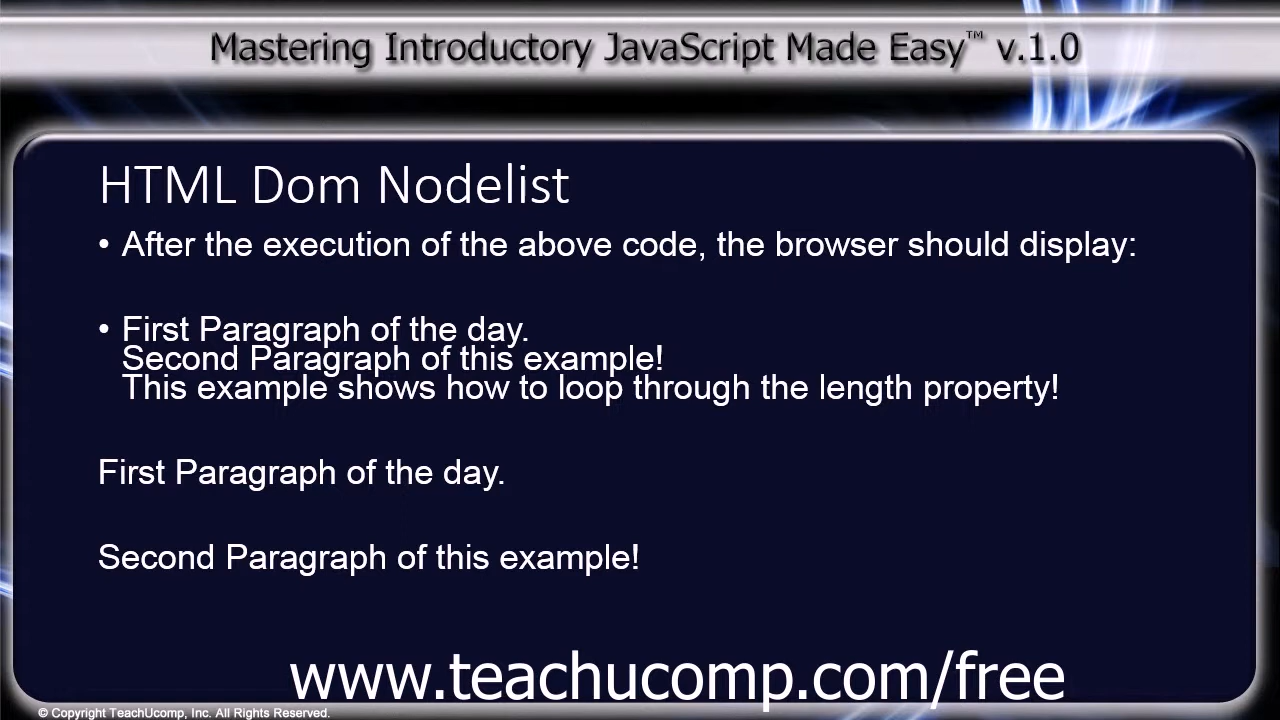 Mastering Introductory JavaScript Made Easy™ v.1.0
HTML Dom Nodelist
• After the execution of the above code, the browser should display:
• First Paragraph of the day.
Second Paragraph of this example!
This example shows how to loop through the length property!
First Paragraph of the day.
Second Paragraph of this example!
www.teachucomp.com/free
© Copyright TeachUcomp, Inc. All Rights Reserved.